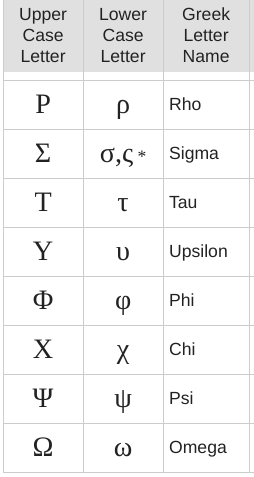 Upper Case Letter Lower Case Letter Greek Letter Name
Ρ ρ Rho
Σ σ,ς * Sigma
Τ τ Tau
Υ υ Upsilon
Φ φ Phi
Χ χ Chi
Ψ ψ Psi
Ω ω Omega